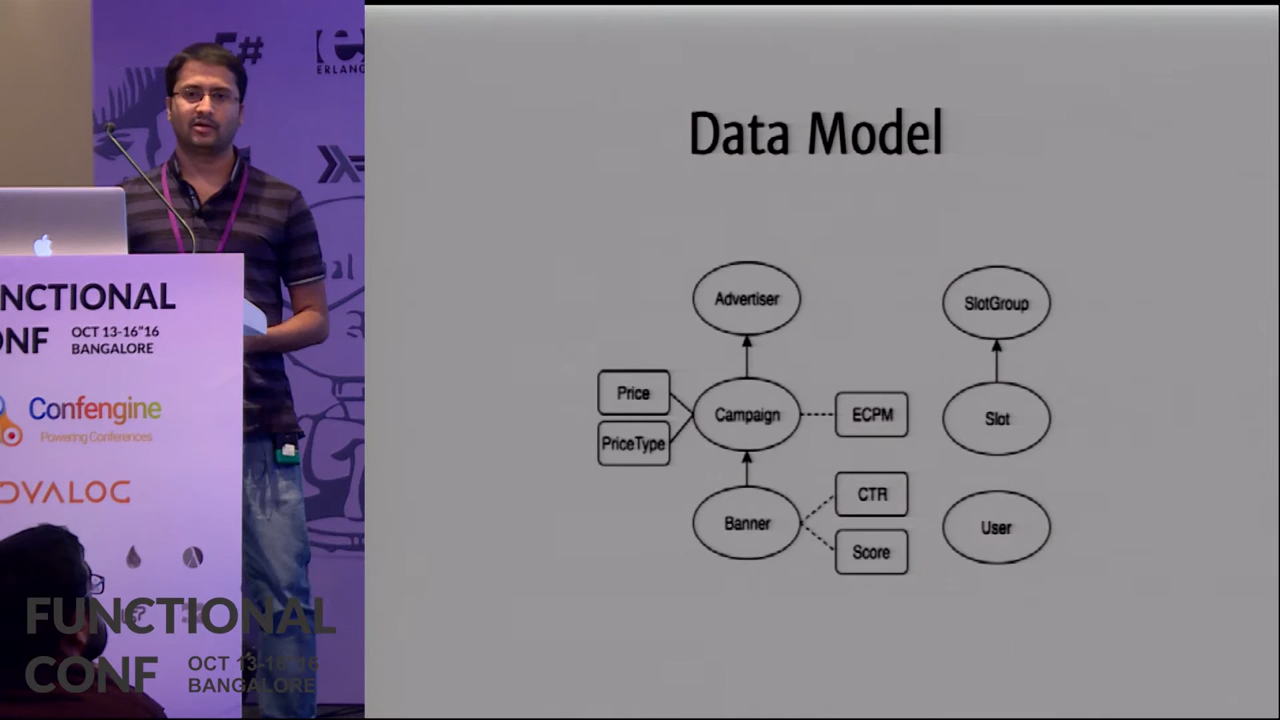 F#
ERLANG
NCTIONAL
NF
OCT 13-16"16
BANGALORE
Confengine
Powering Conferences
OVALOC
FUNCTIONAL
CONF
OCT 13-16"16
BANGALORE
Data Model
Advertiser
SlotGroup
Price
PriceType
Campaign
ECPM
Slot
Banner
CTR
Score
User